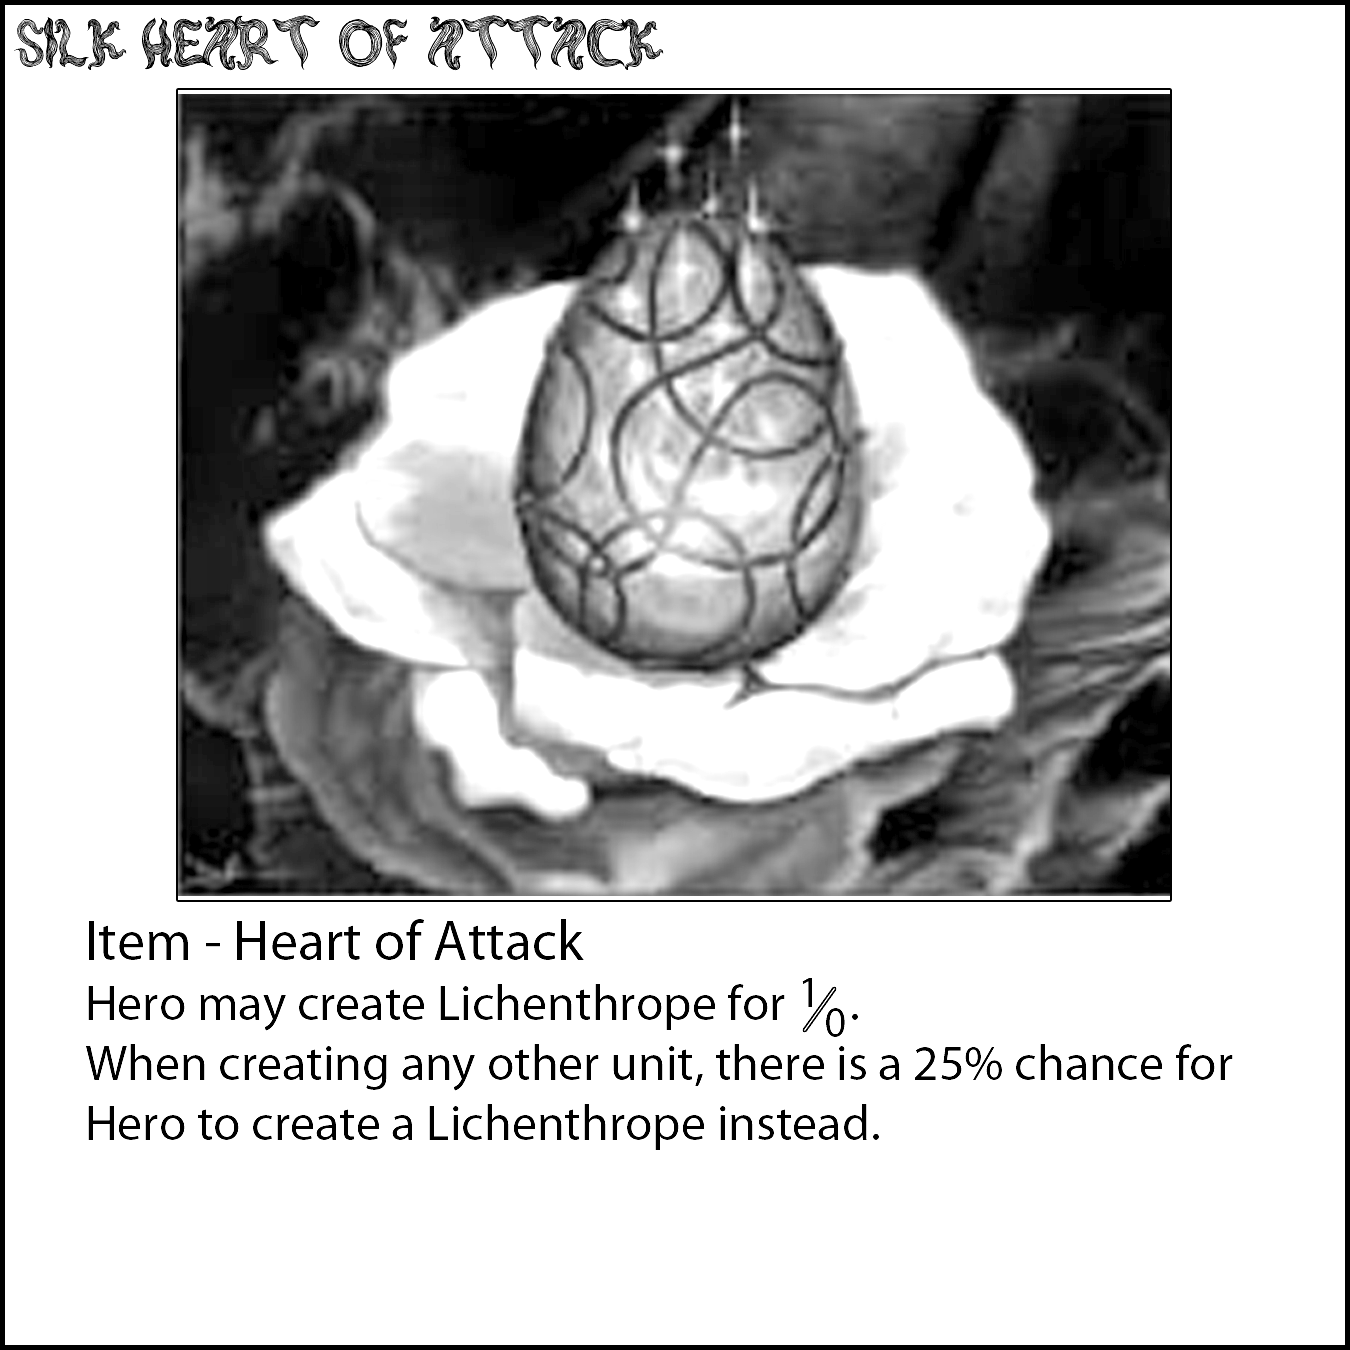 SILK HEART OF ATTACK
Item - Heart of Attack
Hero may create Lichenthrope for 1/0.
When creating any other unit, there is a 25% chance for
Hero to create a Lichenthrope instead.